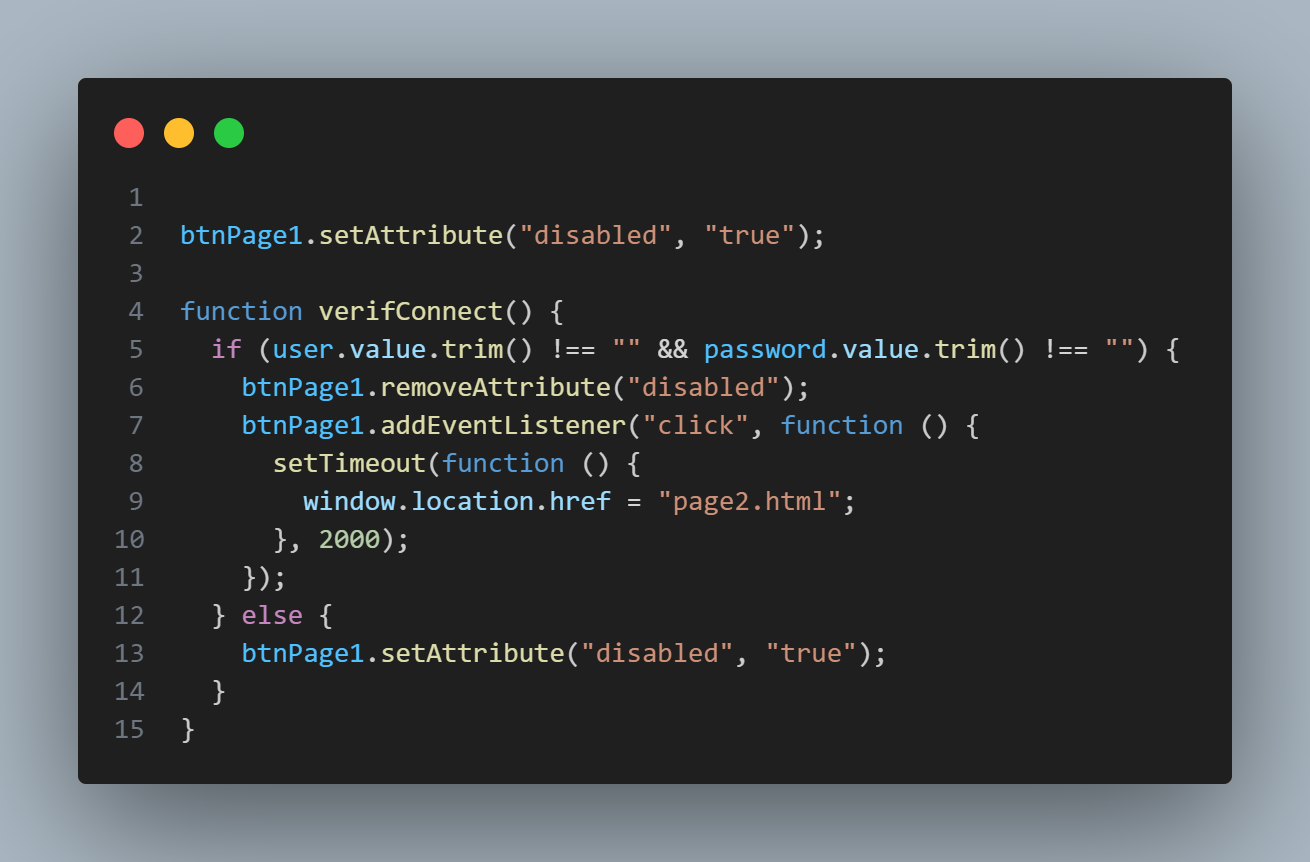 1
2 btnPage1.setAttribute("disabled", "true");
3
4 function verifConnect() {
5   if (user.value.trim() !== "" && password.value.trim() !== "") {
6     btnPage1.removeAttribute("disabled");
7     btnPage1.addEventListener("click", function () {
8       setTimeout(function () {
9         window.location.href = "page2.html";
10       }, 2000);
11     });
12   } else {
13     btnPage1.setAttribute("disabled", "true");
14   }
15 }